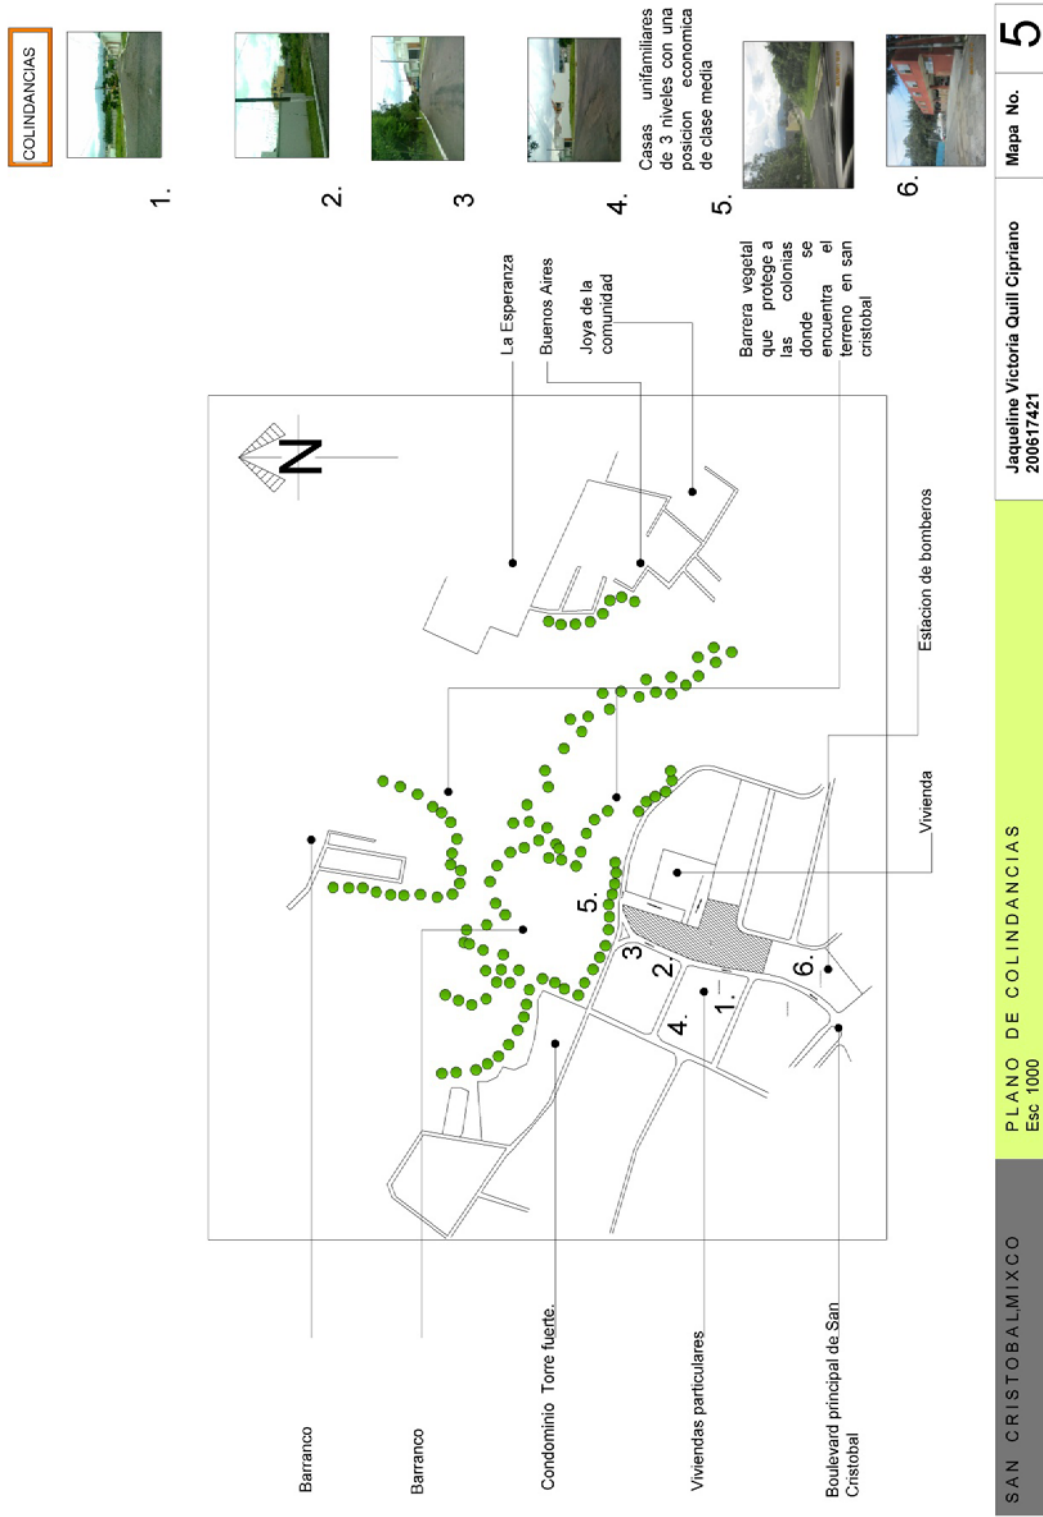 COLINDANCIAS
1.
2.
3
4.
Casas unifamiliares
de 3 niveles con una
posicion economica
de clase media
5.
6.
Barranco
Barranco
Condominio Torre fuerte.
Viviendas particulares
Boulevard principal de San
Cristobal
N
La Esperanza
Buenos Aires
Joya de la
comunidad
Barrera vegetal
que protege a
las colonias
donde se
encuentra el
terreno en san
cristobal
Estacion de bomberos
Vivienda
5.
3
2.
4.
1.
6.
SAN CRISTOBAL,MIXCO
PLANO DE COLINDANCIAS
Esc 1000
Jaqueline Victoria Quill Cipriano
200617421
Mapa No.
5